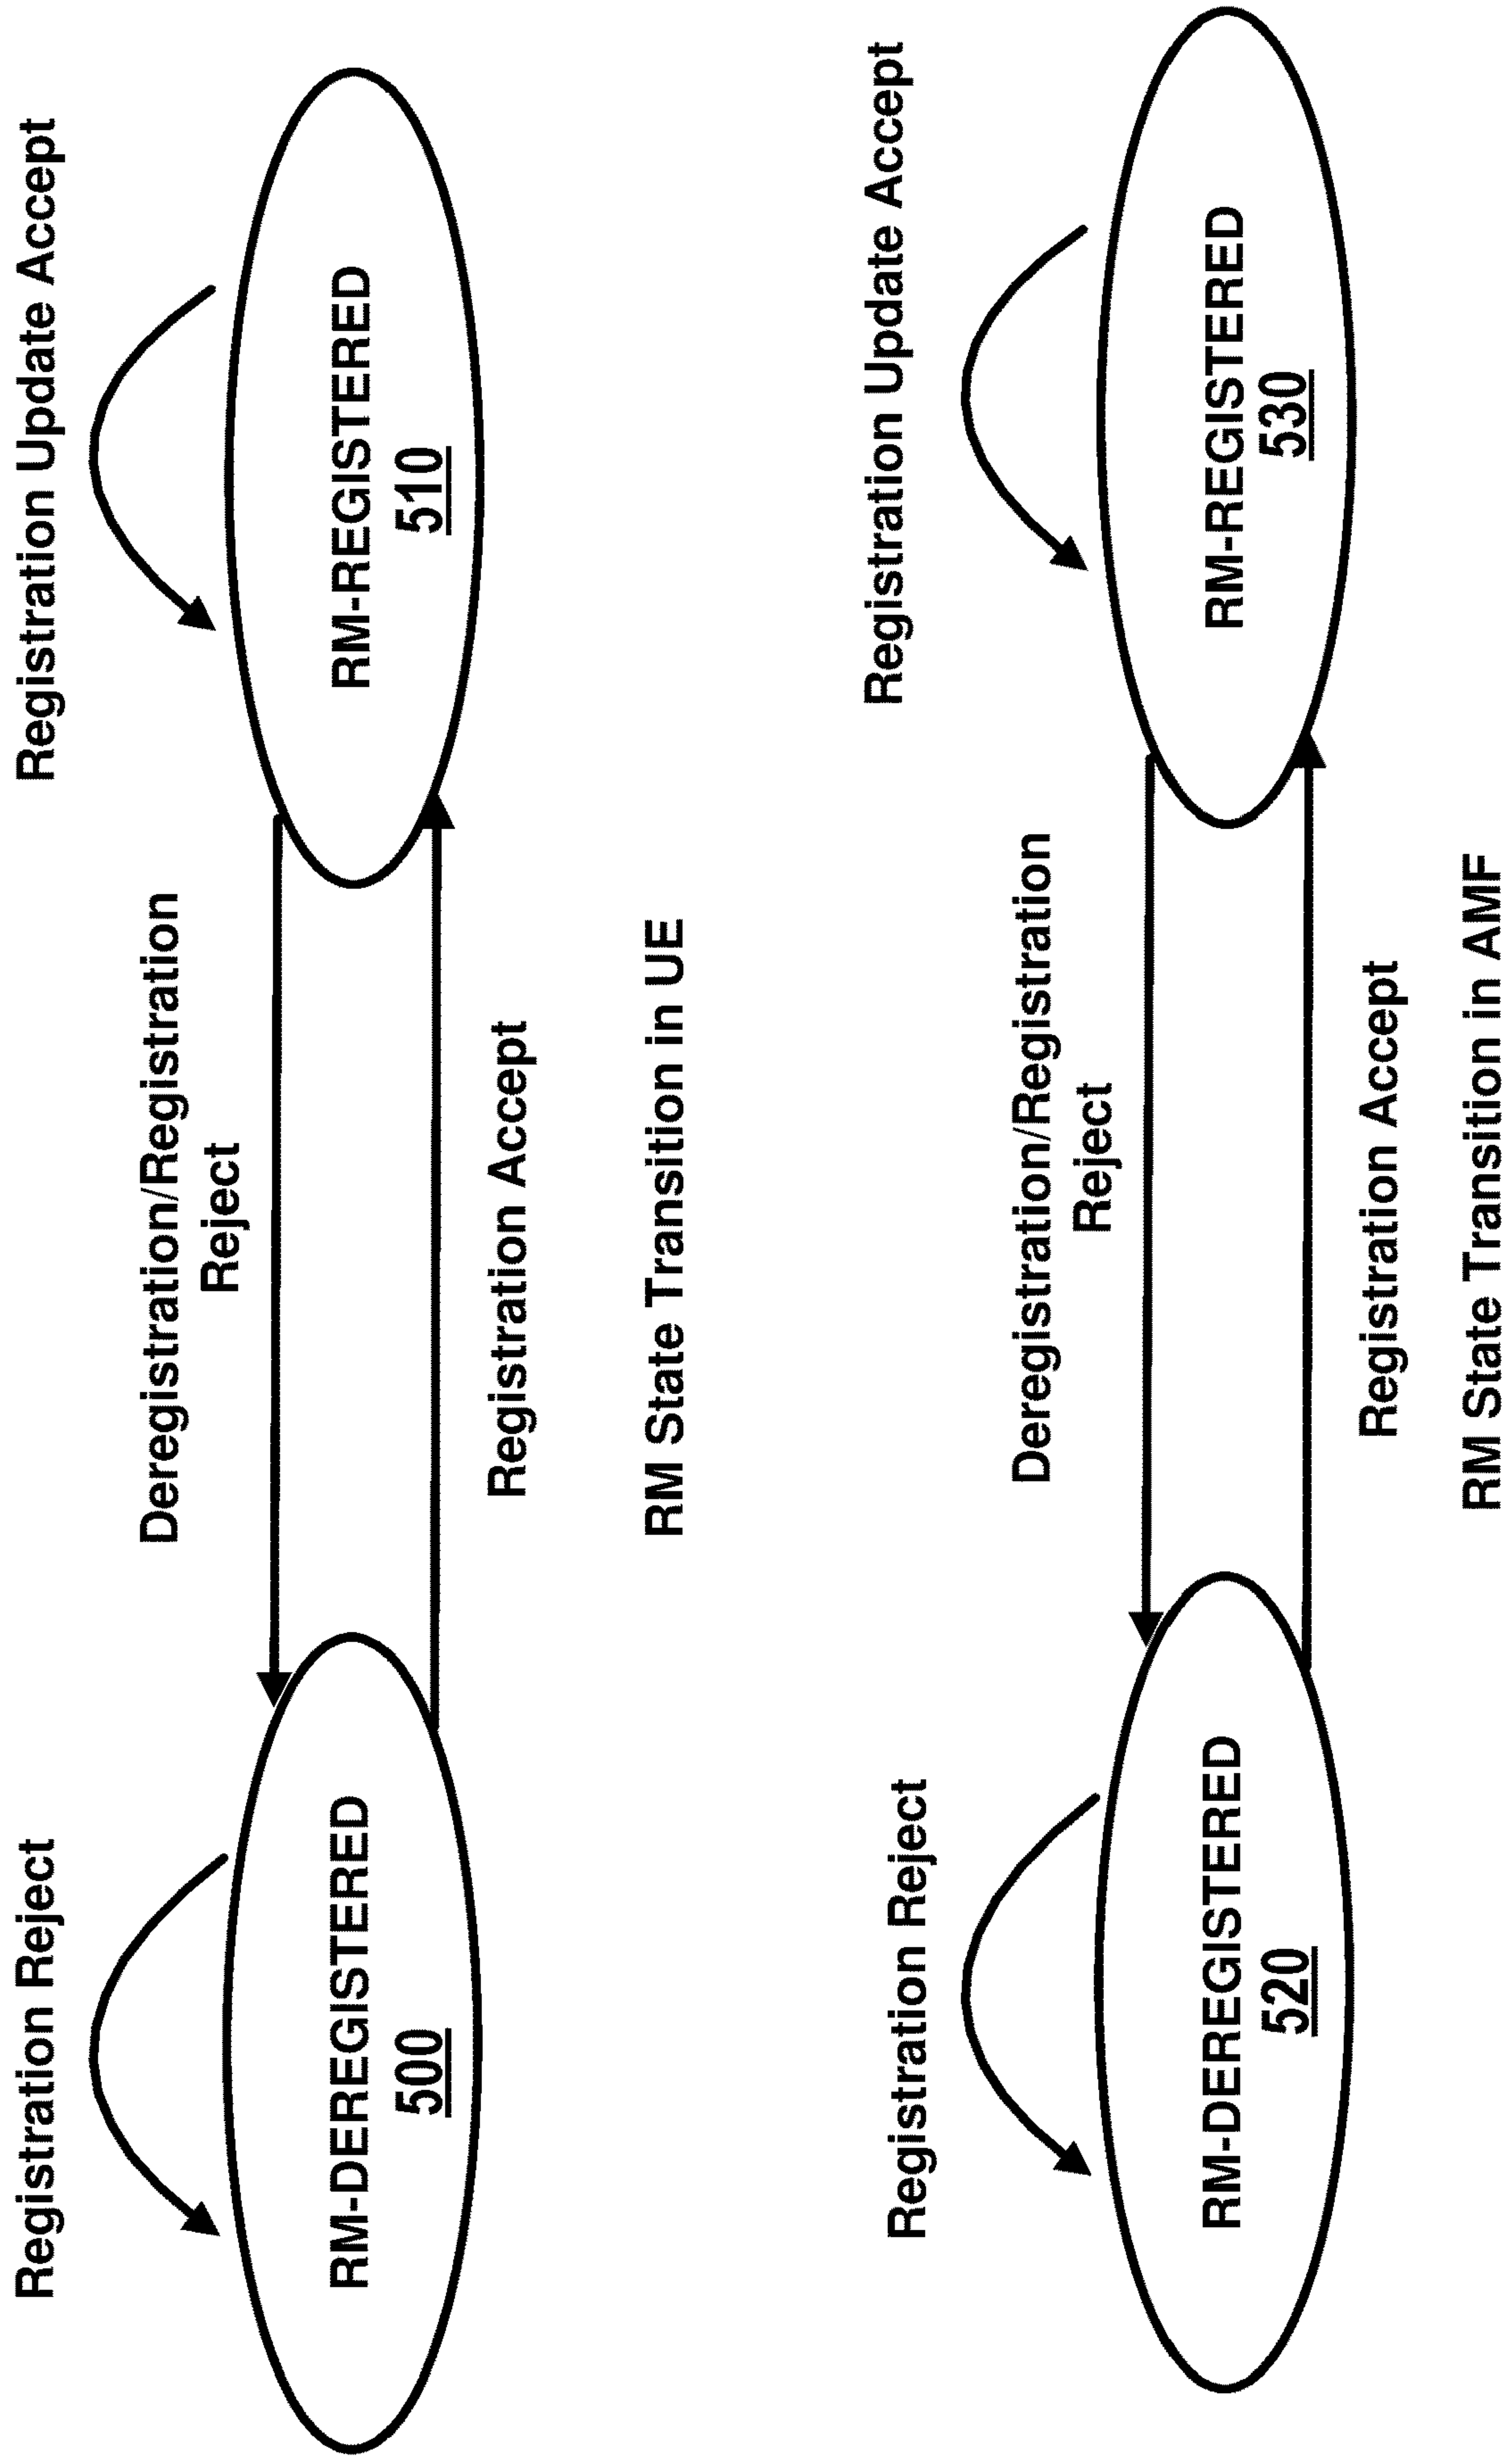 Registration Reject
Registration Update Accept
Deregistration/Registration
Reject
RM-DEREGISTERED
500
RM-REGISTERED
510
Registration Accept
RM State Transition in UE
Registration Reject
Registration Update Accept
Deregistration/Registration
Reject
RM-DEREGISTERED
520
RM-REGISTERED
530
Registration Accept
RM State Transition in AMF